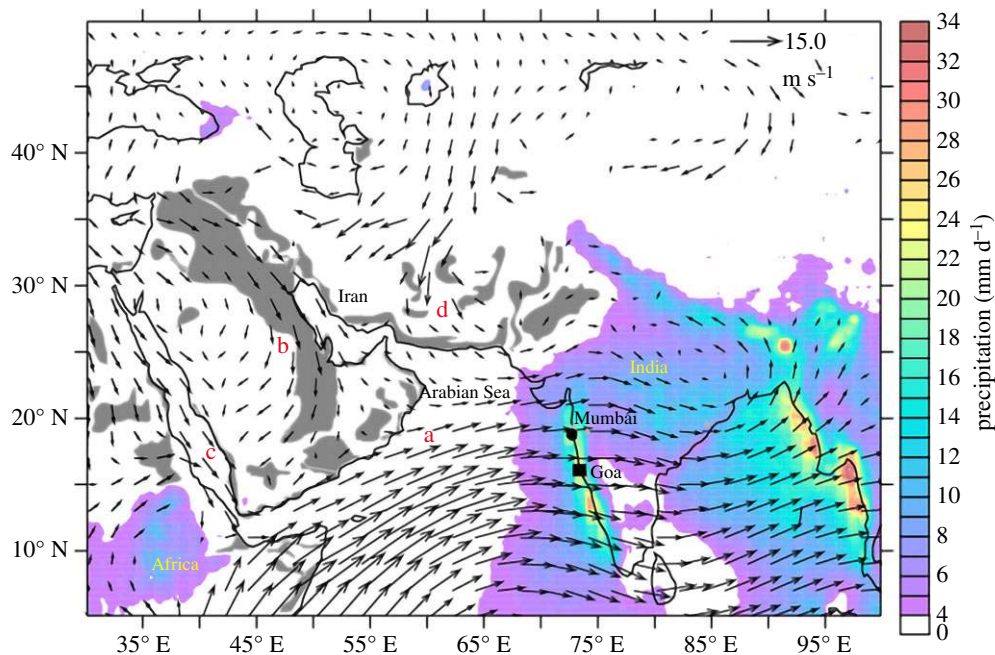 15.0
m s⁻¹
40° N
30° N
20° N
10° N
Iran
d
b
Arabian Sea
India
a
Mumbai
c
Goa
Africa
35 E
45 E
55 E
65 E
75 E
85 E
95 E
34
32
30
28
26
24
22
20
18
16
14
12
10
8
6
4
0
precipitation (mm d⁻¹)